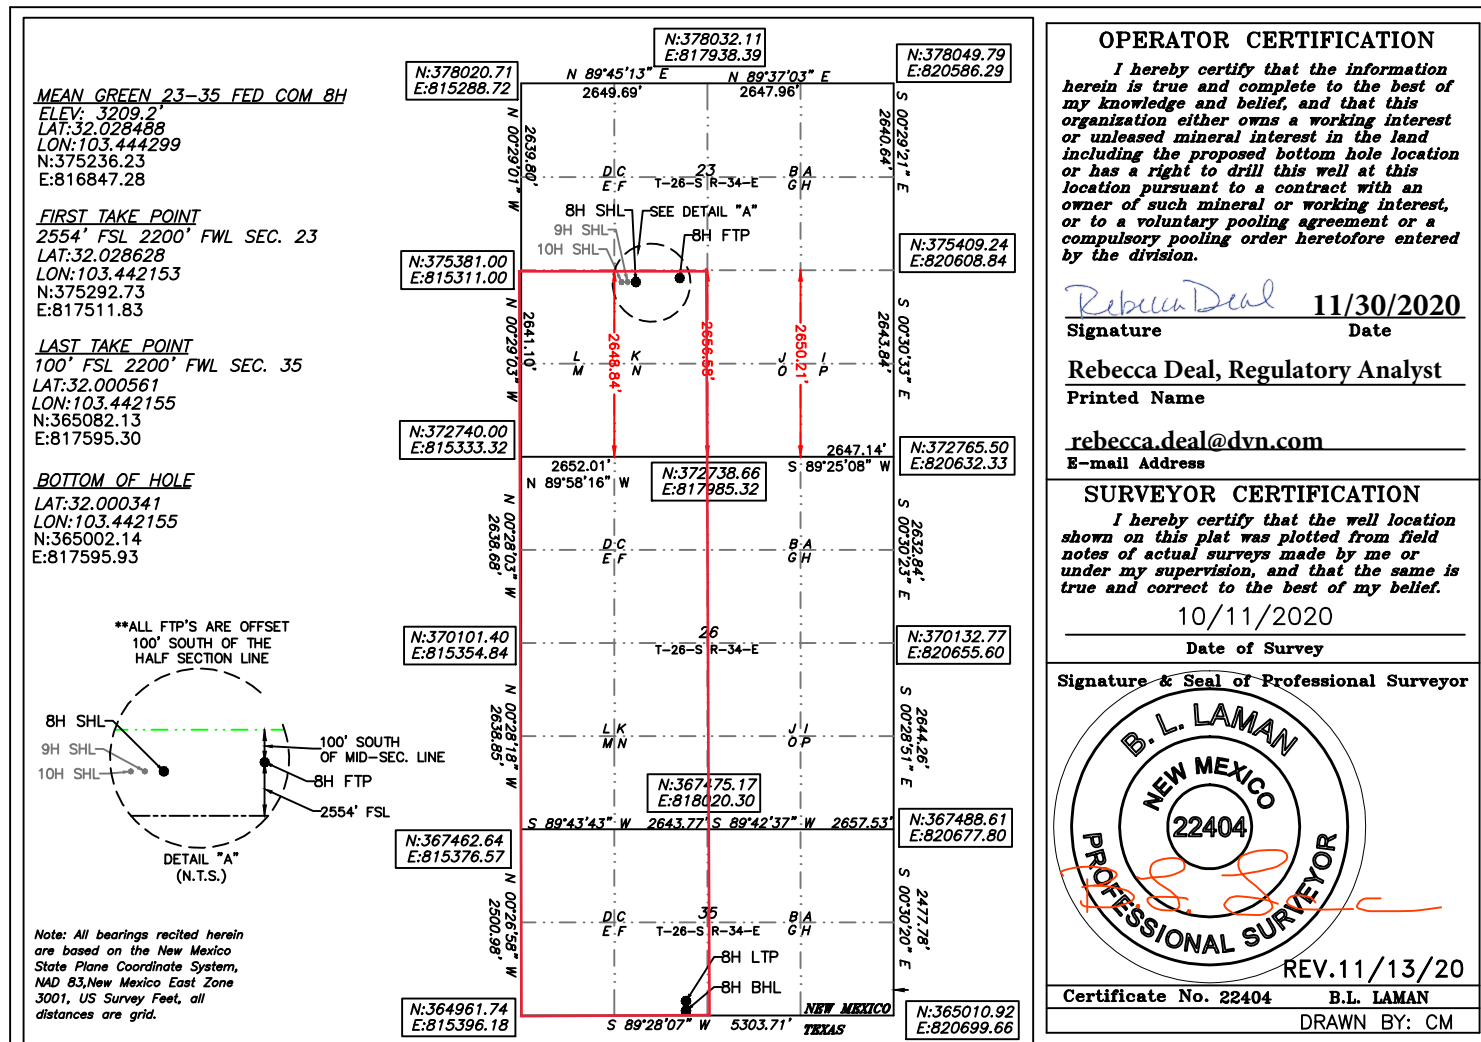 MEAN GREEN 23-35 FED COM 8H
ELEV: 3209.2'
LAT:32.028488
LON:103.444299
N:375236.23
E:816847.28
FIRST TAKE POINT
2554' FSL 2200' FWL SEC. 23
LAT:32.028628
LON:103.442153
N:375292.73
E:817511.83
LAST TAKE POINT
100' FSL 2200' FWL SEC. 35
LAT:32.000561
LON:103.442155
N:365082.13
E:817595.30
BOTTOM OF HOLE
LAT:32.000341
LON:103.442155
N:365002.14
E:817595.93
**ALL FTP'S ARE OFFSET
100' SOUTH OF THE
HALF SECTION LINE
8H SHL
9H SHL
10H SHL
100' SOUTH
OF MID-SEC. LINE
8H FTP
2554' FSL
DETAIL "A"
(N.T.S.)
Note: All bearings recited herein
are based on the New Mexico
State Plane Coordinate System,
NAD 83,New Mexico East Zone
3001, US Survey Feet, all
distances are grid.
N:378032.11
E:817938.39
N:378020.71
E:815288.72
N 89°45'13" E
2649.69'
N 89°37'03" E
2647.96'
N:378049.79
E:820586.29
N 00°29'01" W
2639.80'
S 00°29'21" E
2640.64'
D C
E F
23
T-26-S R-34-E
B A
G H
8H SHL
SEE DETAIL "A"
9H SHL
10H SHL
8H FTP
N:375381.00
E:815311.00
N:375409.24
E:820608.84
N 00°29'03" W
2641.10'
2648.84'
2656.58'
2650.21'
S 00°30'33" E
2643.84'
L K
M N
J I
O P
N:372740.00
E:815333.32
2652.01'
N 89°58'16" W
N:372738.66
E:817985.32
2647.14'
S 89°25'08" W
N:372765.50
E:820632.33
N 00°28'03" W
2638.68'
S 00°30'23" E
2632.84'
D C
E F
B A
G H
N:370101.40
E:815354.84
26
T-26-S R-34-E
N:370132.77
E:820655.60
N 00°28'18" W
2638.85'
S 00°28'51" E
2644.26'
L K
M N
J I
O P
N:367475.17
E:818020.30
S 89°43'43" W 2643.77'
S 89°42'37" W 2657.53'
N:367462.64
E:815376.57
N:367488.61
E:820677.80
N 00°26'58" W
2500.98'
S 00°30'20" E
2477.78'
D C
E F
35
T-26-S R-34-E
B A
G H
8H LTP
8H BHL
N:364961.74
E:815396.18
S 89°28'07" W 5303.71'
NEW MEXICO
TEXAS
N:365010.92
E:820699.66
OPERATOR CERTIFICATION
I hereby certify that the information
herein is true and complete to the best of
my knowledge and belief, and that this
organization either owns a working interest
or unleased mineral interest in the land
including the proposed bottom hole location
or has a right to drill this well at this
location pursuant to a contract with an
owner of such mineral or working interest,
or to a voluntary pooling agreement or a
compulsory pooling order heretofore entered
by the division.
Rebecca Deal 11/30/2020
Signature Date
Rebecca Deal, Regulatory Analyst
Printed Name
rebecca.deal@dvn.com
E-mail Address
SURVEYOR CERTIFICATION
I hereby certify that the well location
shown on this plat was plotted from field
notes of actual surveys made by me or
under my supervision, and that the same is
true and correct to the best of my belief.
10/11/2020
Date of Survey
Signature & Seal of Professional Surveyor
B. L. LAMAN
NEW MEXICO
22404
PROFESSIONAL SURVEYOR
REV.11/13/20
Certificate No. 22404 B.L. LAMAN
DRAWN BY: CM